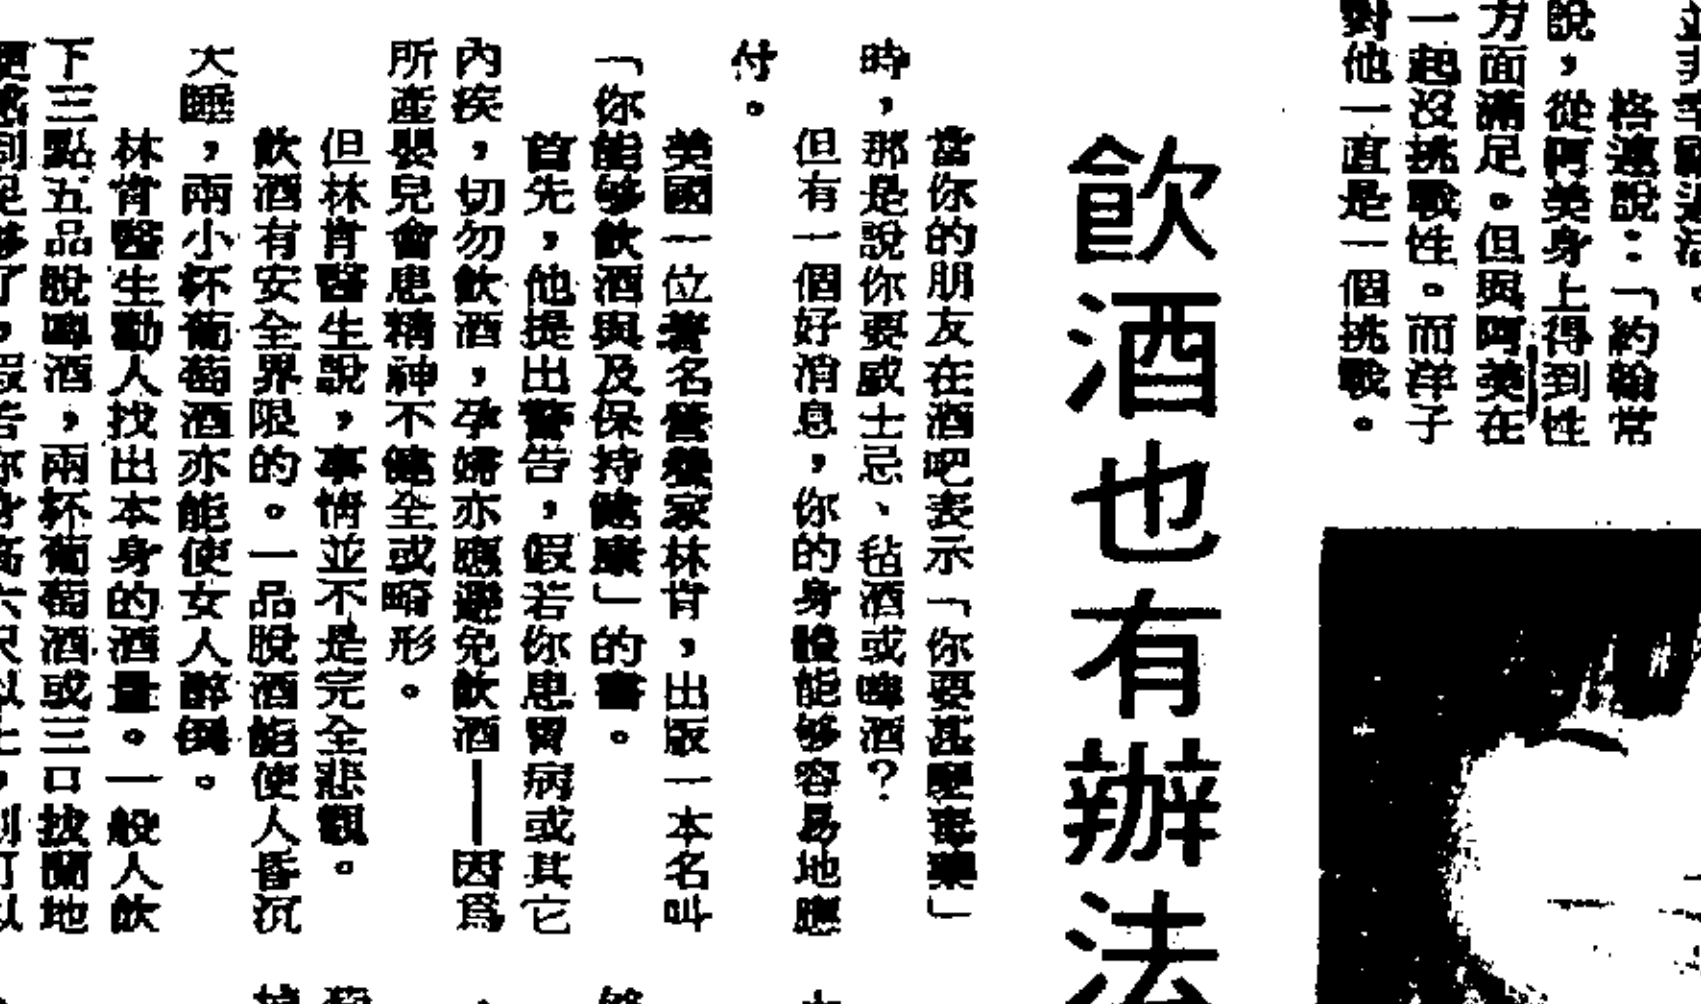 並非幸福過活。
格遜說：「約翰常
說，從阿美身上得到性
方面滿足。但與阿美在
一起沒挑戰性。而洋子
對他一直是一個挑戰。
飲酒也有辦法
當你的朋友在酒吧表示「你要甚麼毒藥」
時，那是說你要威士忌、毡酒或啤酒？
但有一個好消息，你的身體能够容易地應
付。
美國一位著名營養家林肯，出版一本名叫
「你能够飲酒與及保持健康」的書。
首先，他提出警告，假若你患胃病或其它
內疾，切勿飲酒，孕婦亦應避免飲酒——因爲
所產嬰兒會患精神不健全或畸形。
但林肯醫生說，事情並不是完全悲觀。
飲酒有安全界限的。一品脫酒能使人昏沉
大睡，兩小杯葡萄酒亦能使女人醉倒。
林肯醫生勸人找出本身的酒量。一般人飲
下三點五品脫啤酒，兩杯葡萄酒或三口拔蘭地